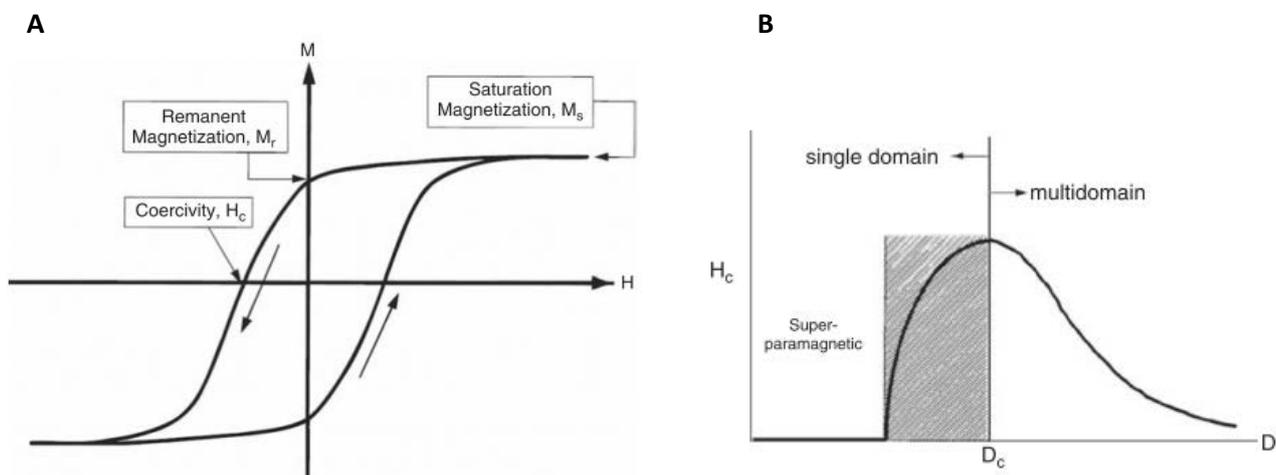 A
M
Remanent
Magnetization, Mr
Saturation
Magnetization, Ms
Coercivity, Hc
H
B
single domain
multidomain
Hc
Super-
paramagnetic
Dc
D